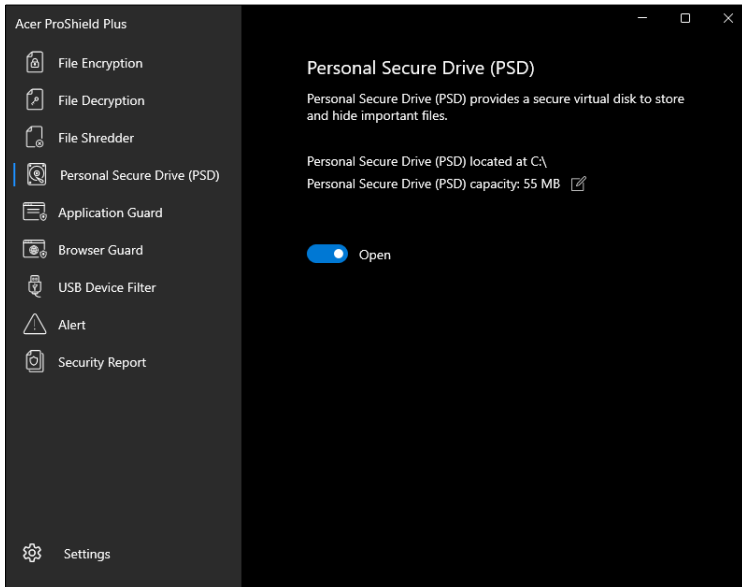 Acer ProShield Plus
File Encryption
File Decryption
File Shredder
Personal Secure Drive (PSD)
Application Guard
Browser Guard
USB Device Filter
Alert
Security Report
Settings
Personal Secure Drive (PSD)
Personal Secure Drive (PSD) provides a secure virtual disk to store
and hide important files.
Personal Secure Drive (PSD) located at C:\
Personal Secure Drive (PSD) capacity: 55 MB
Open